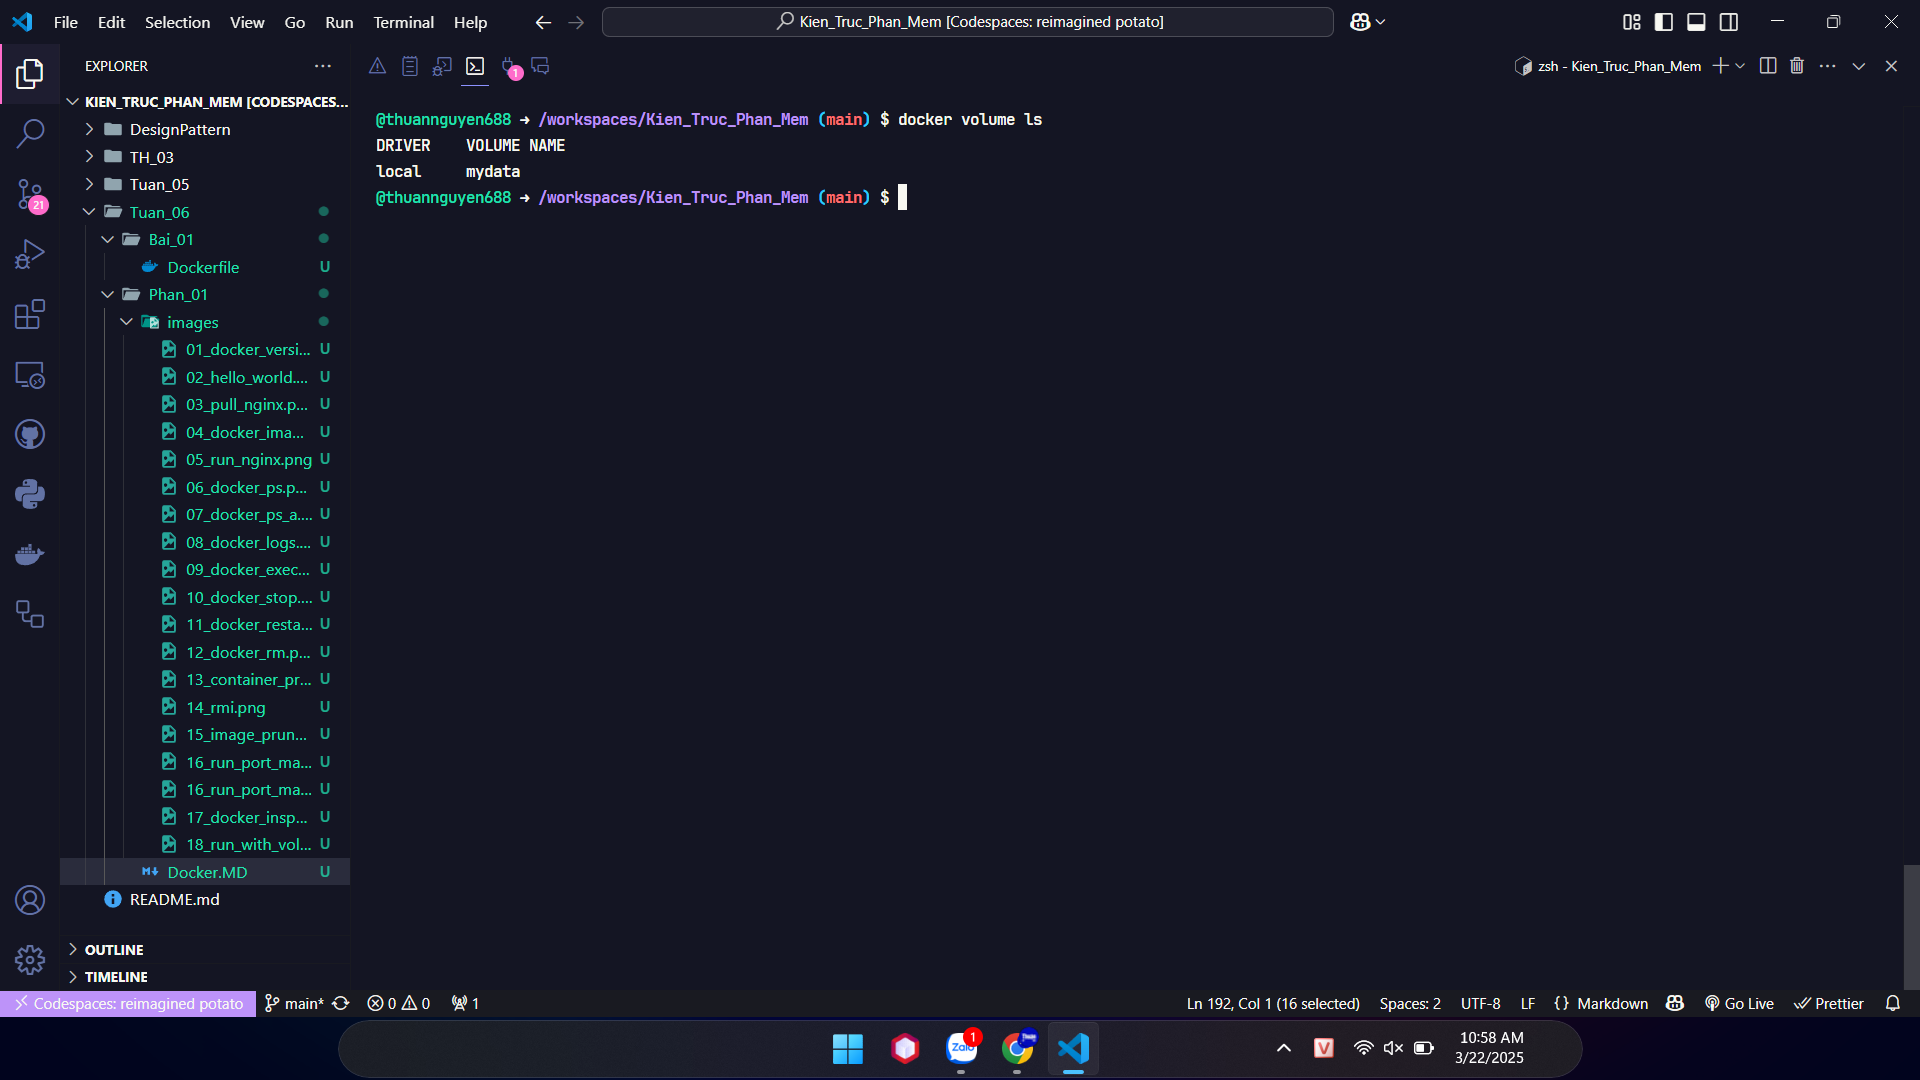 File Edit Selection View Go Run Terminal Help
Kien_Truc_Phan_Mem [Codespaces: reimagined potato]
EXPLORER
1
zsh - Kien_Truc_Phan_Mem
KIEN_TRUC_PHAN_MEM [CODESPACES...
DesignPattern
TH_03
Tuan_05
Tuan_06
Bai_01
Dockerfile U
Phan_01
images
01_docker_versi... U
02_hello_world.... U
03_pull_nginx.p... U
04_docker_ima... U
05_run_nginx.png U
06_docker_ps.p... U
07_docker_ps_a.... U
08_docker_logs.... U
09_docker_exec... U
10_docker_stop.... U
11_docker_resta... U
12_docker_rm.p... U
13_container_pr... U
14_rmi.png U
15_image_prun... U
16_run_port_ma... U
16_run_port_ma... U
17_docker_insp... U
18_run_with_vol... U
Docker.MD U
README.md
OUTLINE
TIMELINE
21
@thuannguyen688 ➜ /workspaces/Kien_Truc_Phan_Mem (main) $ docker volume ls
DRIVER    VOLUME NAME
local     mydata
@thuannguyen688 ➜ /workspaces/Kien_Truc_Phan_Mem (main) $
Codespaces: reimagined potato main* 0 0 1
Ln 192, Col 1 (16 selected) Spaces: 2 UTF-8 LF {} Markdown Go Live Prettier
Zalo 1
V
10:58 AM
3/22/2025